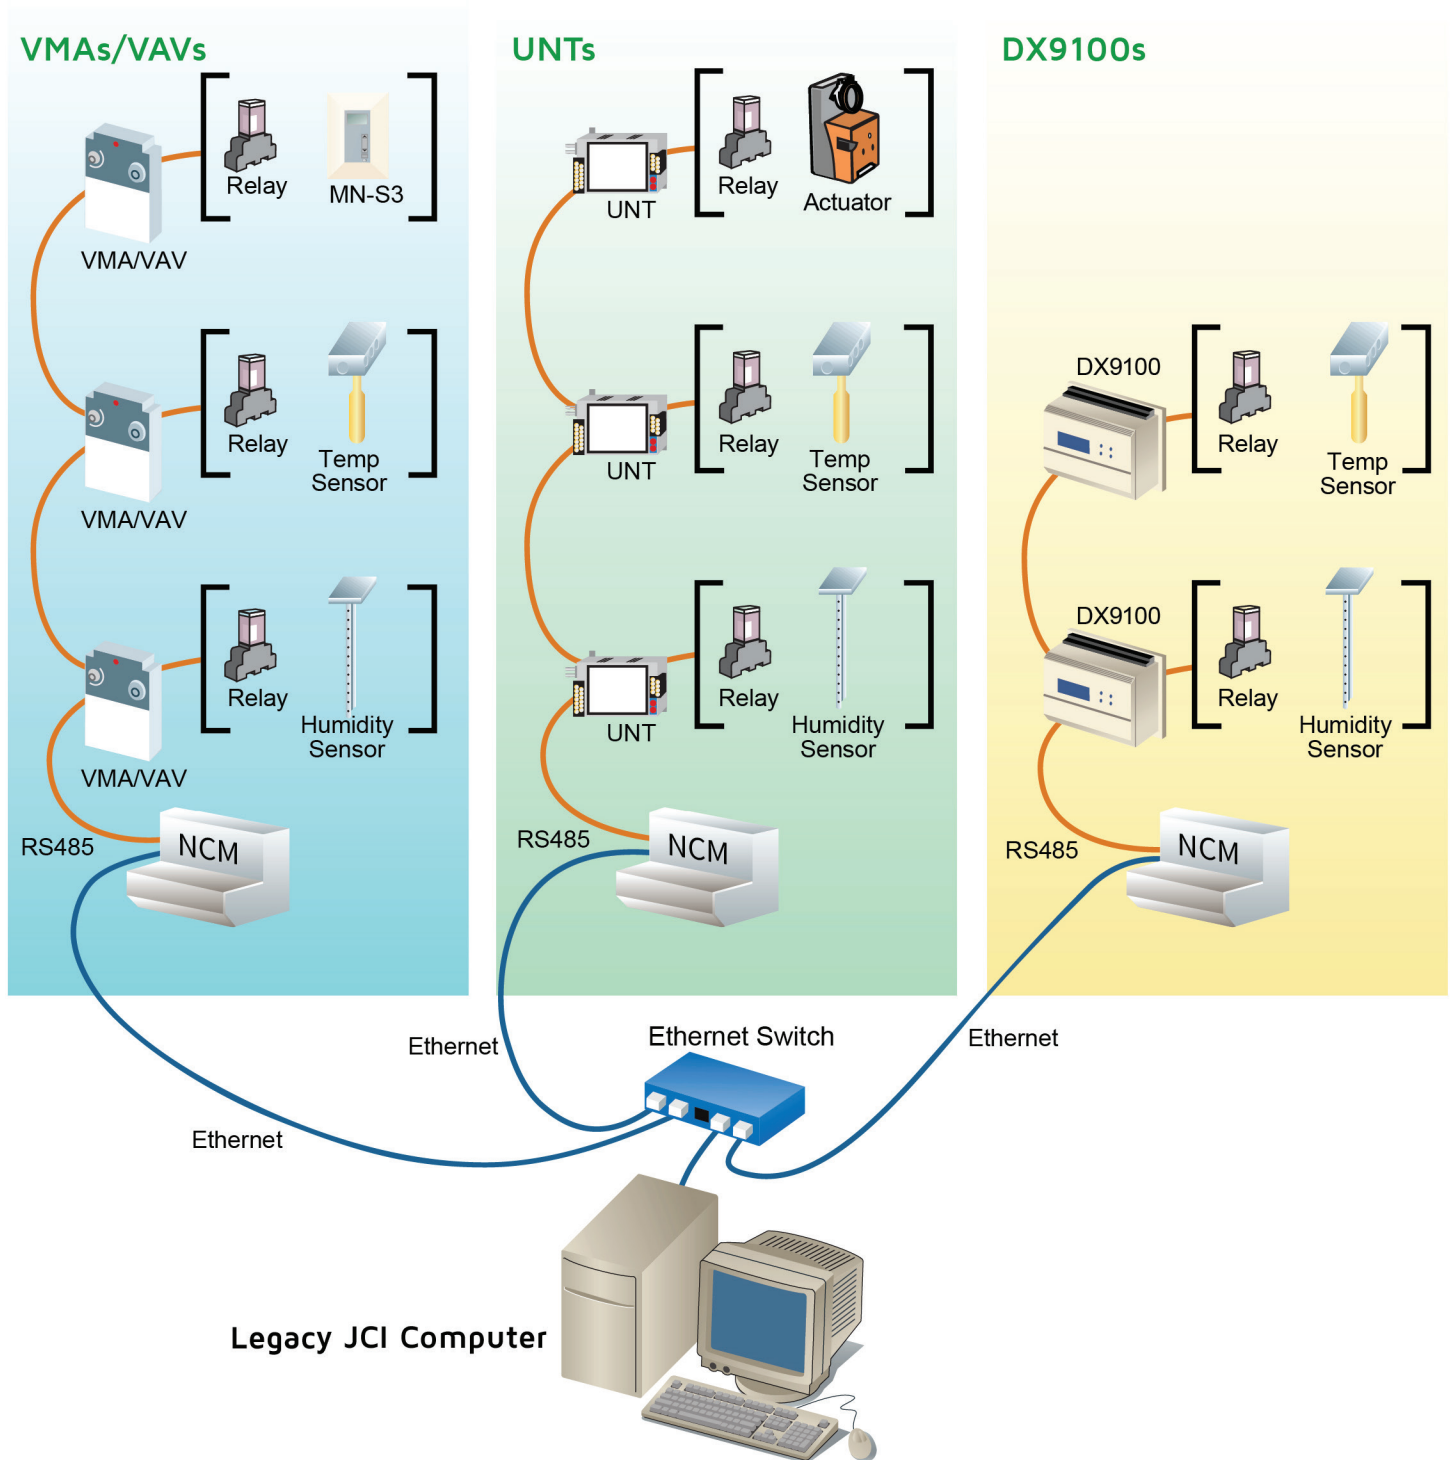 VMAs/VAVs
Relay
MN-S3
VMA/VAV
Relay
Temp
Sensor
VMA/VAV
Relay
Humidity
Sensor
VMA/VAV
RS485
NCM
UNTs
UNT
Relay
Actuator
UNT
Relay
Temp
Sensor
UNT
Relay
Humidity
Sensor
RS485
NCM
DX9100s
DX9100
Relay
Temp
Sensor
DX9100
Relay
Humidity
Sensor
RS485
NCM
Ethernet
Ethernet Switch
Ethernet
Ethernet
Legacy JCI Computer